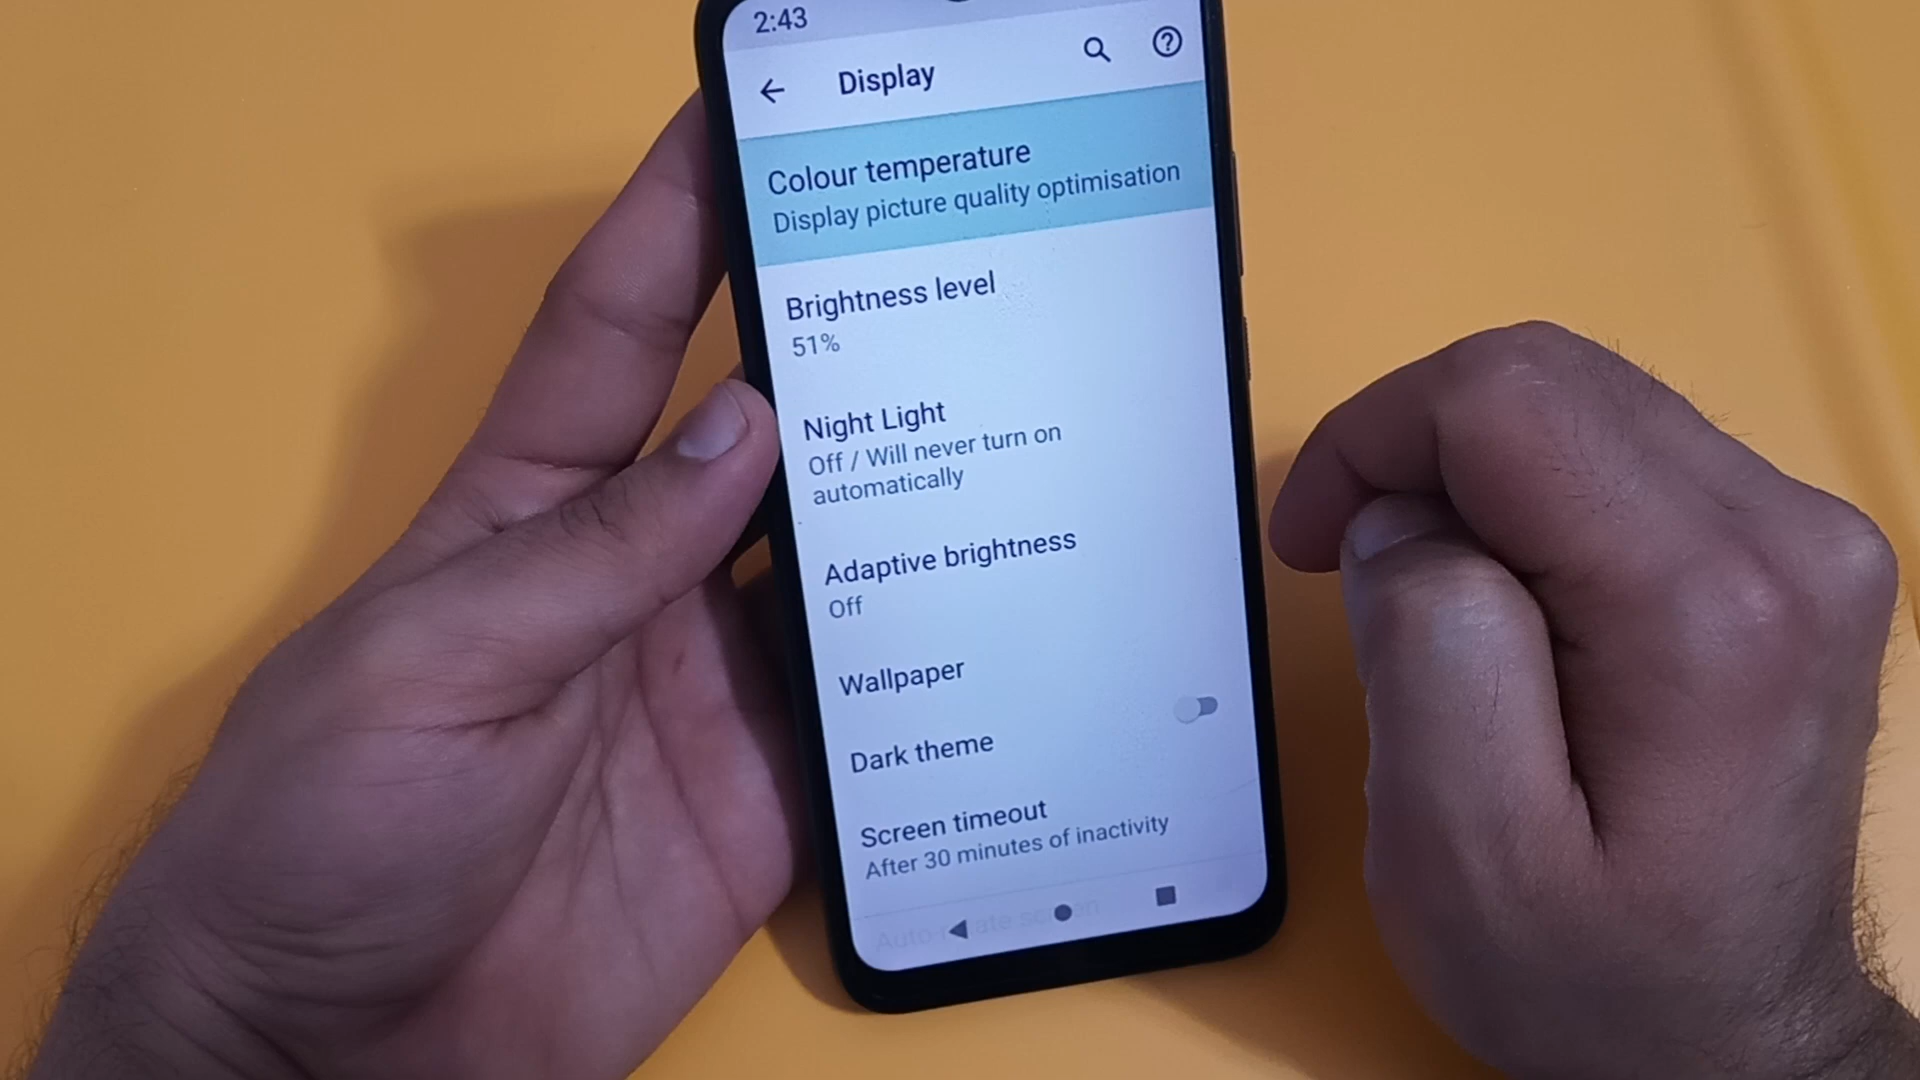 2:43
Display
Colour temperature
Display picture quality optimisation
Brightness level
51%
Night Light
Off / Will never turn on
automatically
Adaptive brightness
Off
Wallpaper
Dark theme
Screen timeout
After 30 minutes of inactivity